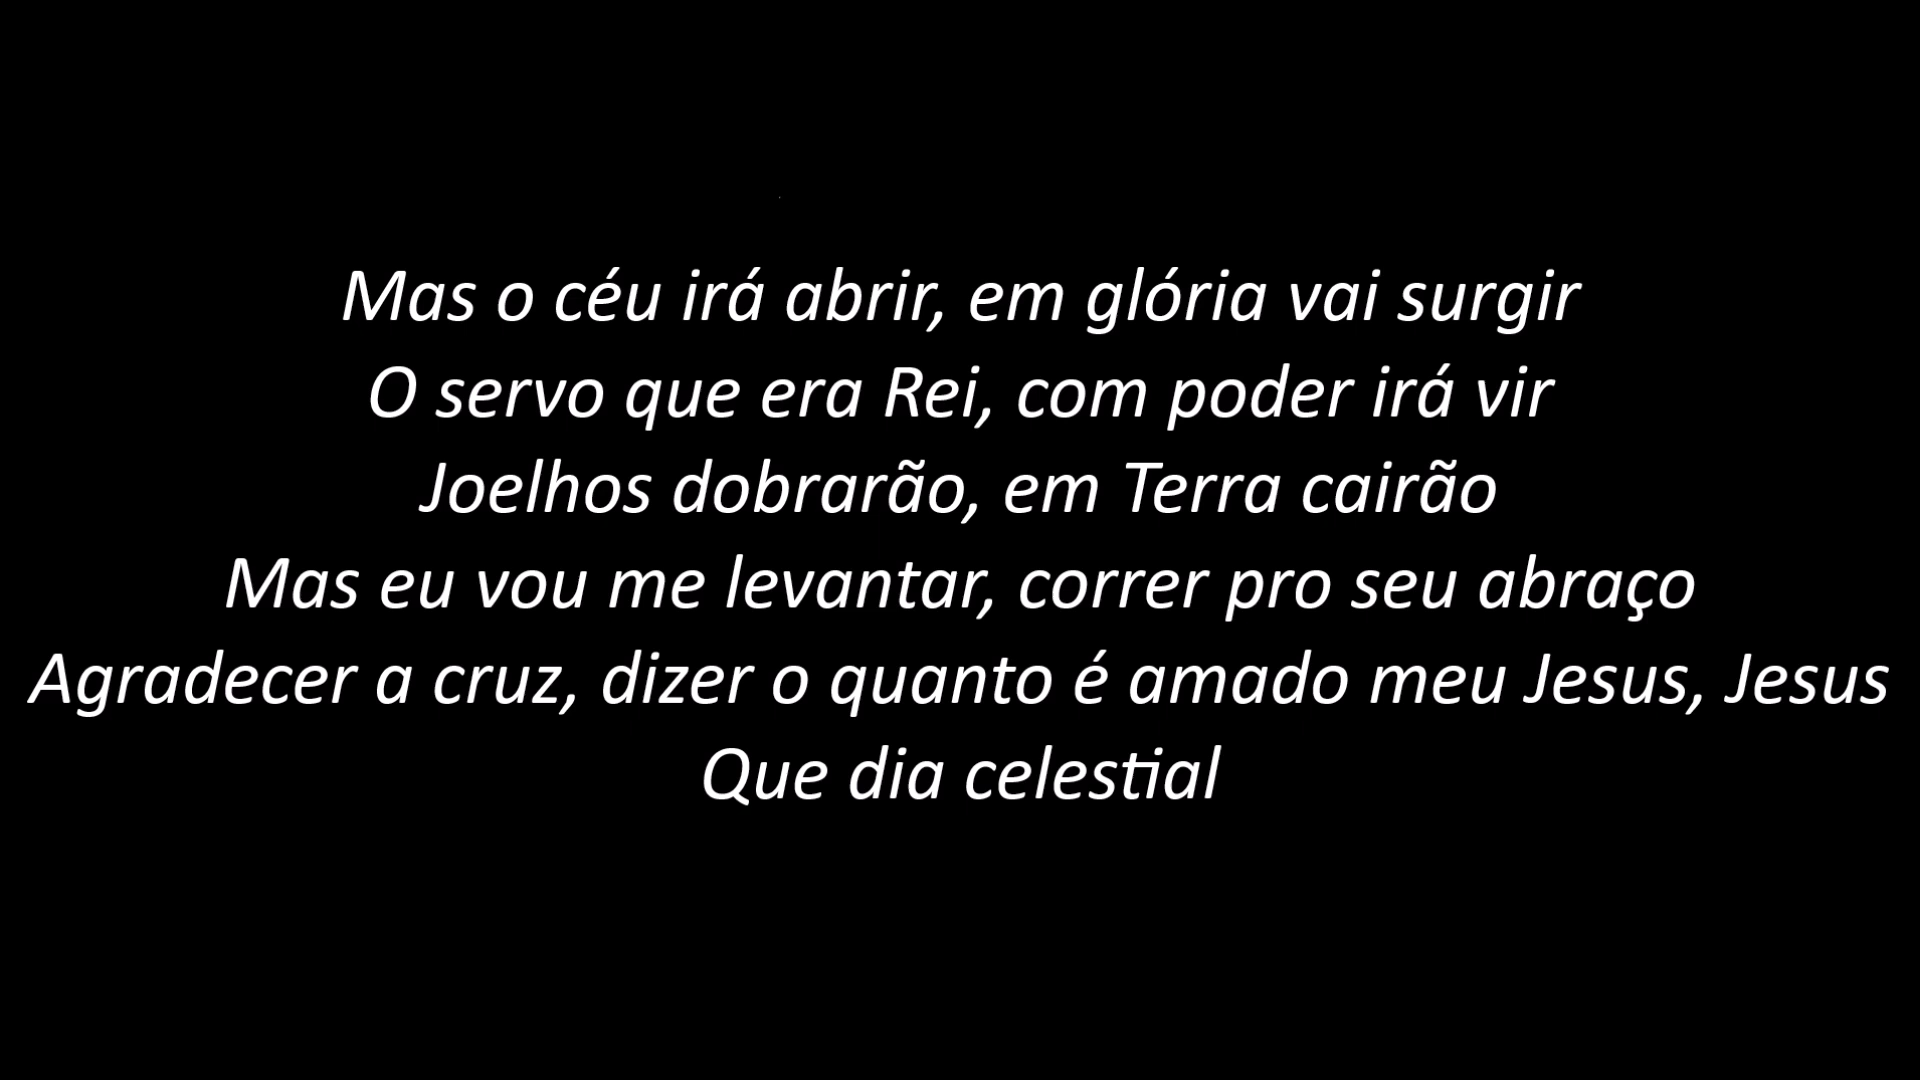 Mas o céu irá abrir, em glória vai surgir
O servo que era Rei, com poder irá vir
Joelhos dobrarão, em Terra cairão
Mas eu vou me levantar, correr pro seu abraço
Agradecer a cruz, dizer o quanto é amado meu Jesus, Jesus
Que dia celestial